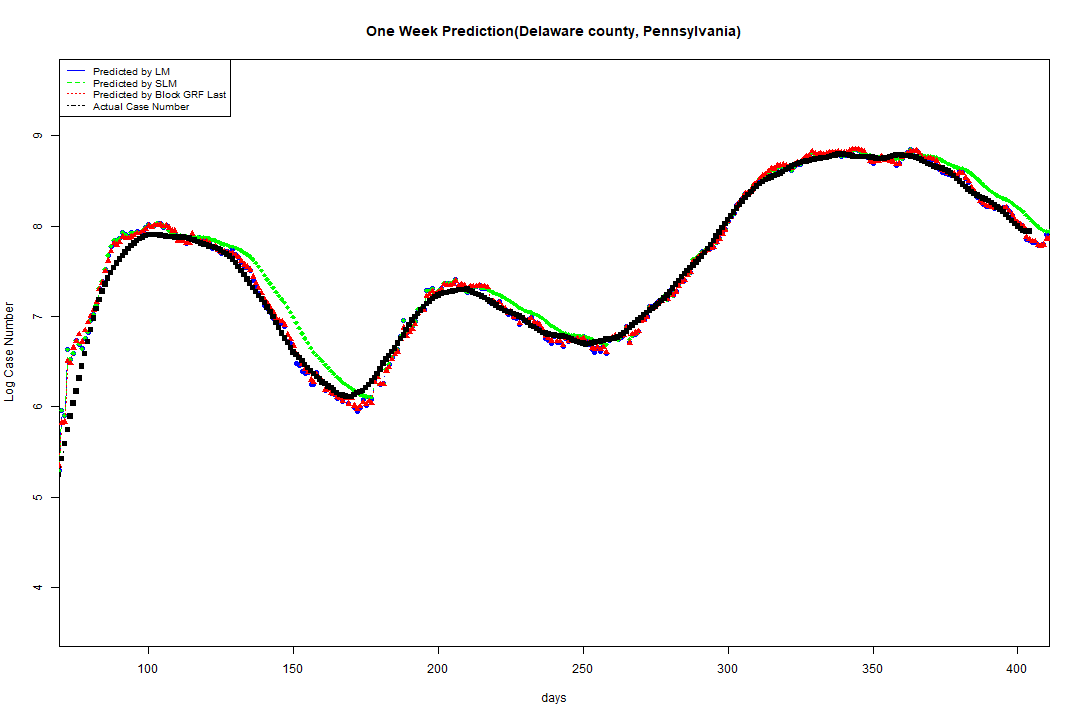 One Week Prediction(Delaware county, Pennsylvania)
Predicted by LM
Predicted by SLM
Predicted by Block GRF Last
Actual Case Number
9
8
7
6
5
4
Log Case Number
100 150 200 250 300 350 400
days